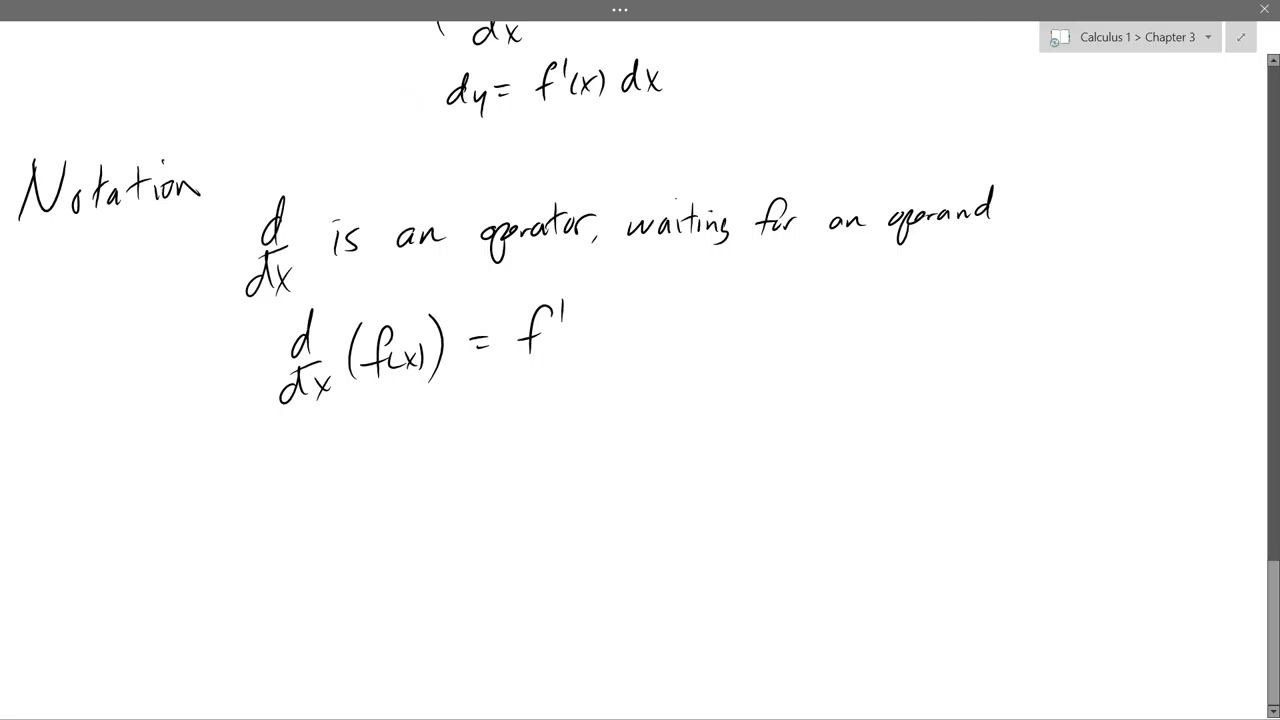 ...
Calculus 1 > Chapter 3
dx
dy = f'(x) dx
Notation
d/dx is an operator, waiting for an operand
d/dx (f(x)) = f'